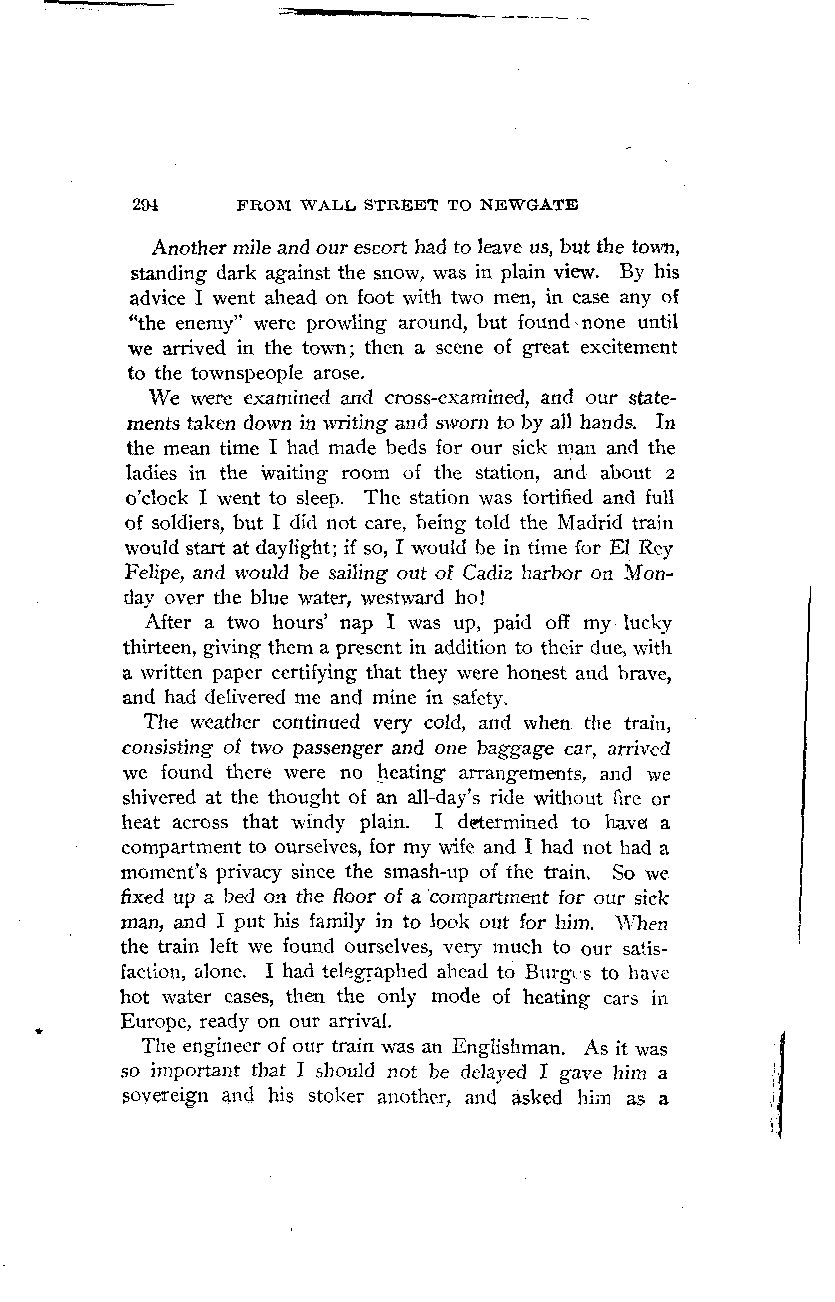 294 FROM WALL STREET TO NEWGATE
Another mile and our escort had to leave us, but the town,
standing dark against the snow, was in plain view. By his
advice I went ahead on foot with two men, in case any of
“the enemy” were prowling around, but found none until
we arrived in the town; then a scene of great excitement
to the townspeople arose.
We were examined and cross-examined, and our state-
ments taken down in writing and sworn to by all hands. In
the mean time I had made beds for our sick man and the
ladies in the waiting room of the station, and about 2
o’clock I went to sleep. The station was fortified and full
of soldiers, but I did not care, being told the Madrid train
would start at daylight; if so, I would be in time for El Rey
Felipe, and would be sailing out of Cadiz harbor on Mon-
day over the blue water, westward ho!
After a two hours’ nap I was up, paid off my lucky
thirteen, giving them a present in addition to their due, with
a written paper certifying that they were honest and brave,
and had delivered me and mine in safety.
The weather continued very cold, and when the train,
consisting of two passenger and one baggage car, arrived
we found there were no heating arrangements, and we
shivered at the thought of an all-day’s ride without fire or
heat across that windy plain. I determined to have a
compartment to ourselves, for my wife and I had not had a
moment’s privacy since the smash-up of the train. So we
fixed up a bed on the floor of a compartment for our sick
man, and I put his family in to look out for him. When
the train left we found ourselves, very much to our satis-
faction, alone. I had telegraphed ahead to Burgos to have
hot water cases, then the only mode of heating cars in
Europe, ready on our arrival.
The engineer of our train was an Englishman. As it was
so important that I should not be delayed I gave him a
sovereign and his stoker another, and asked him as a